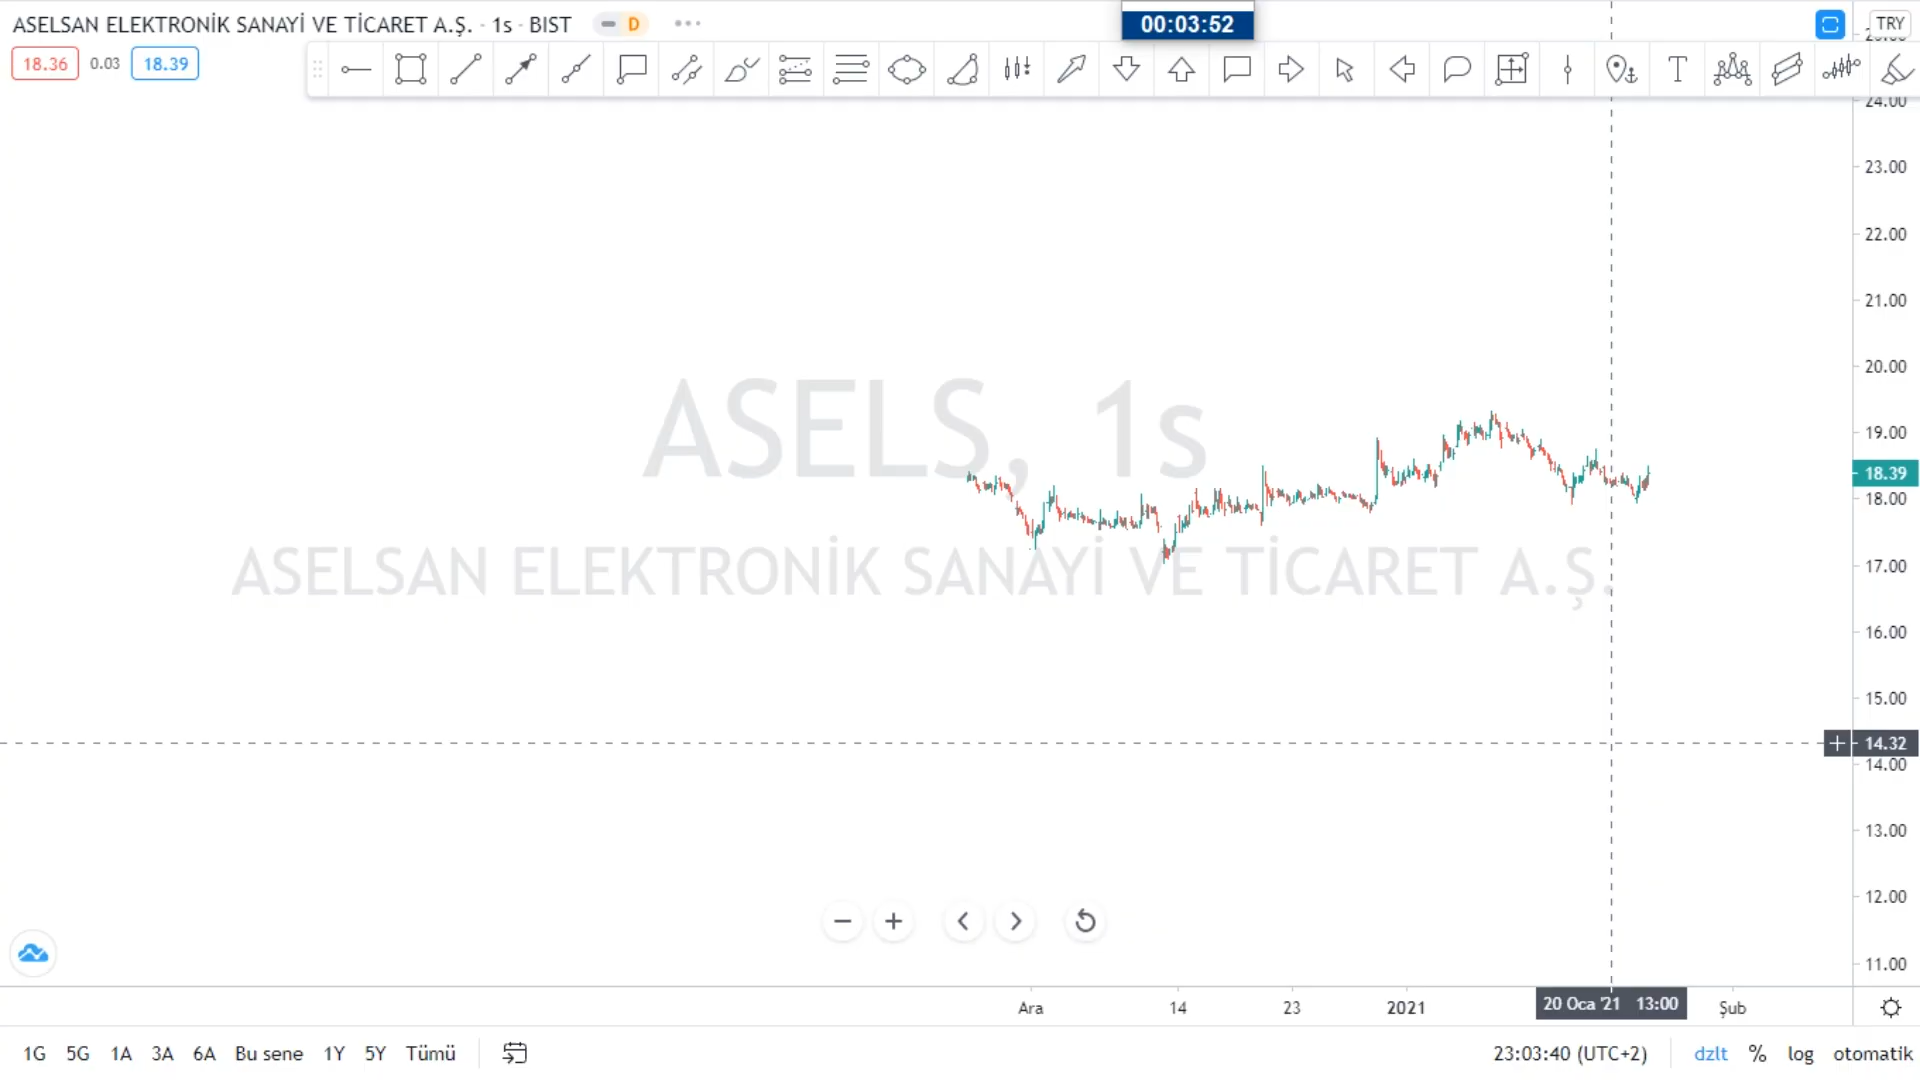 ASELSAN ELEKTRONİK SANAYİ VE TİCARET A.Ş. · 1s · BIST D
00:03:52
TRY
18.36 0.03 18.39
T
24.00
23.00
22.00
21.00
20.00
19.00
18.39
18.00
17.00
16.00
15.00
14.32
14.00
13.00
12.00
11.00
ASELS, 1s
ASELSAN ELEKTRONİK SANAYİ VE TİCARET A.Ş.
Ara 14 23 2021 20 Oca '21 13:00 Şub
1G 5G 1A 3A 6A Bu sene 1Y 5Y Tümü 23:03:40 (UTC+2) dzlt % log otomatik